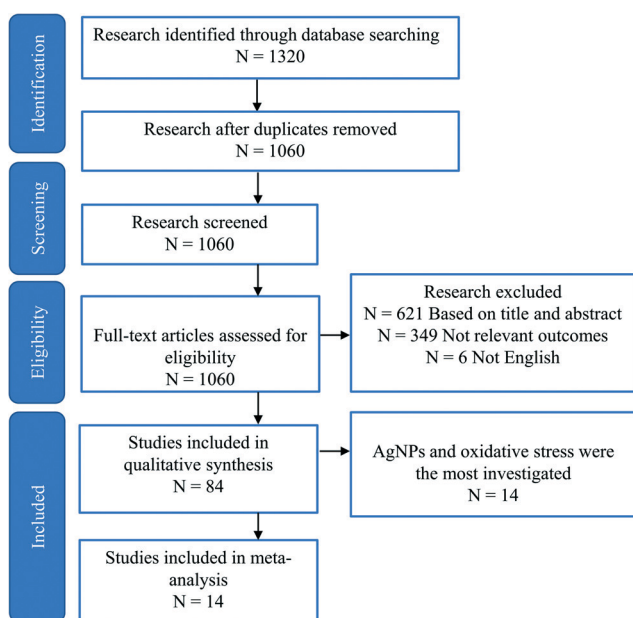 Identification
Research identified through database searching
N = 1320
Research after duplicates removed
N = 1060
Screening
Research screened
N = 1060
Eligibility
Full-text articles assessed for
eligibility
N = 1060
Research excluded
N = 621 Based on title and abstract
N = 349 Not relevant outcomes
N = 6 Not English
Included
Studies included in
qualitative synthesis
N = 84
AgNPs and oxidative stress were
the most investigated
N = 14
Studies included in meta-
analysis
N = 14